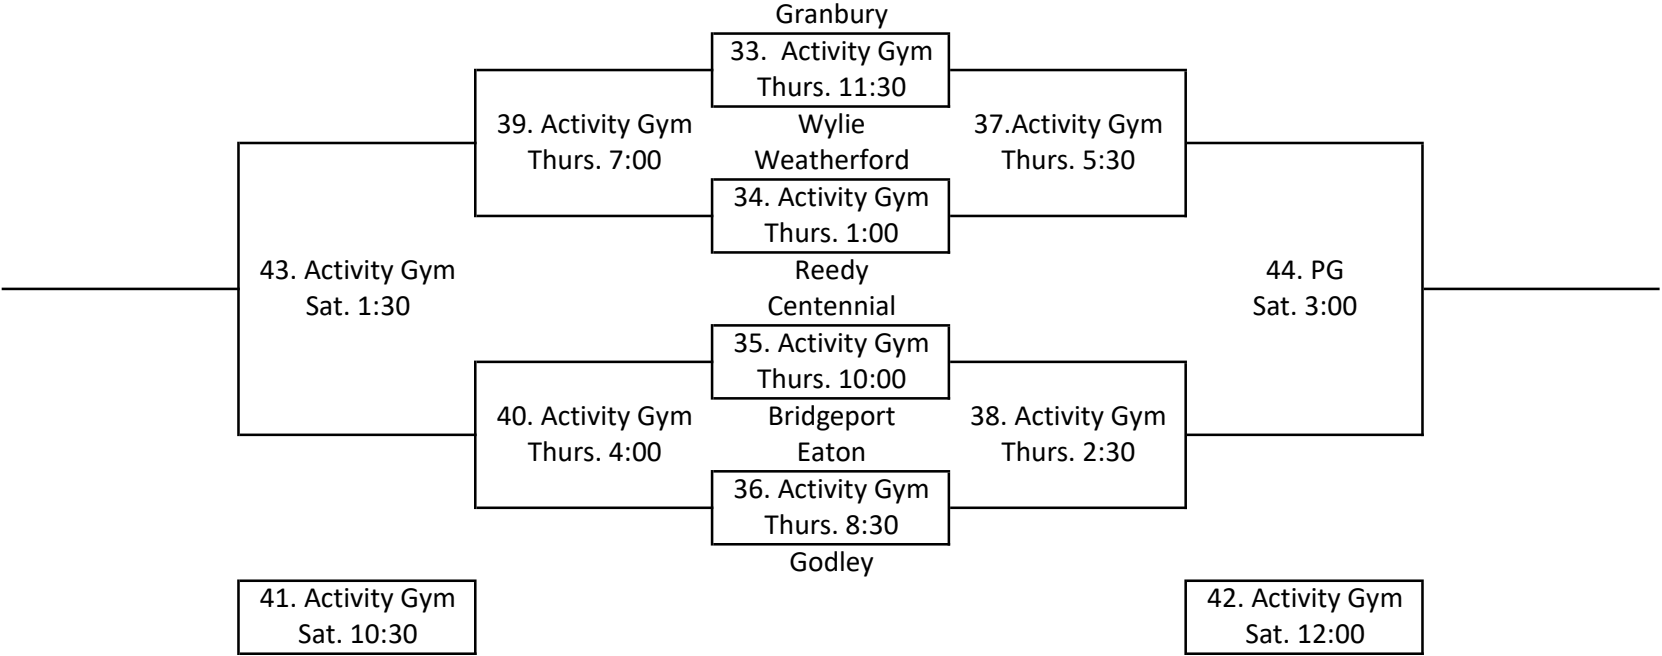 Granbury
33.  Activity Gym
Thurs. 11:30
39. Activity Gym
Thurs. 7:00
Wylie
Weatherford
37.Activity Gym
Thurs. 5:30
34. Activity Gym
Thurs. 1:00
43. Activity Gym
Sat. 1:30
Reedy
Centennial
44. PG
Sat. 3:00
35. Activity Gym
Thurs. 10:00
40. Activity Gym
Thurs. 4:00
Bridgeport
Eaton
38. Activity Gym
Thurs. 2:30
36. Activity Gym
Thurs. 8:30
Godley
41. Activity Gym
Sat. 10:30
42. Activity Gym
Sat. 12:00